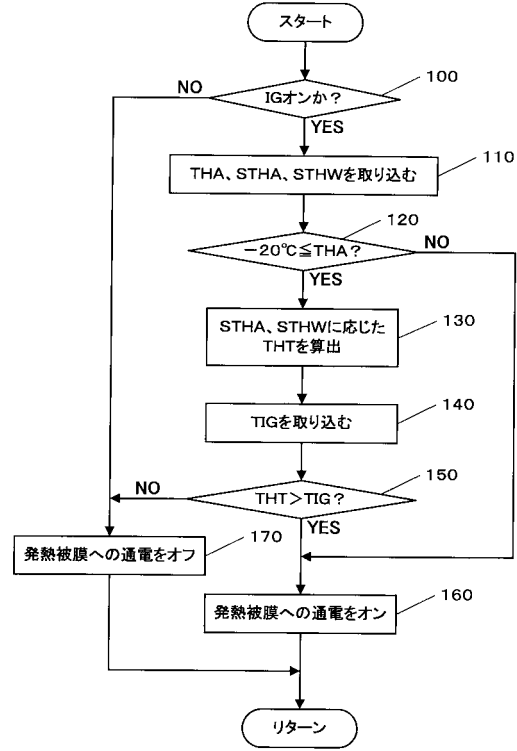 スタート
100
NO
IGオンか？
YES
110
THA、STHA、STHWを取り込む
120
－20℃≦THA？
NO
YES
130
STHA、STHWに応じた
THTを算出
140
TIGを取り込む
150
NO
THT＞TIG？
YES
170
発熱被膜への通電をオフ
160
発熱被膜への通電をオン
リターン